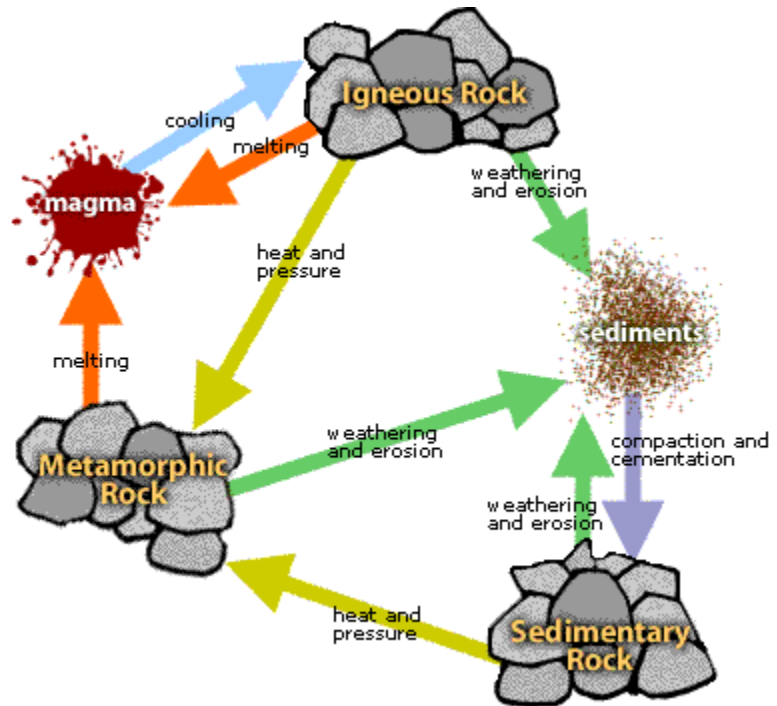 Igneous Rock
cooling
melting
weathering
and erosion
magma
heat and
pressure
sediments
melting
weathering
and erosion
compaction and
cementation
Metamorphic
Rock
weathering
and erosion
heat and
pressure
Sedimentary
Rock